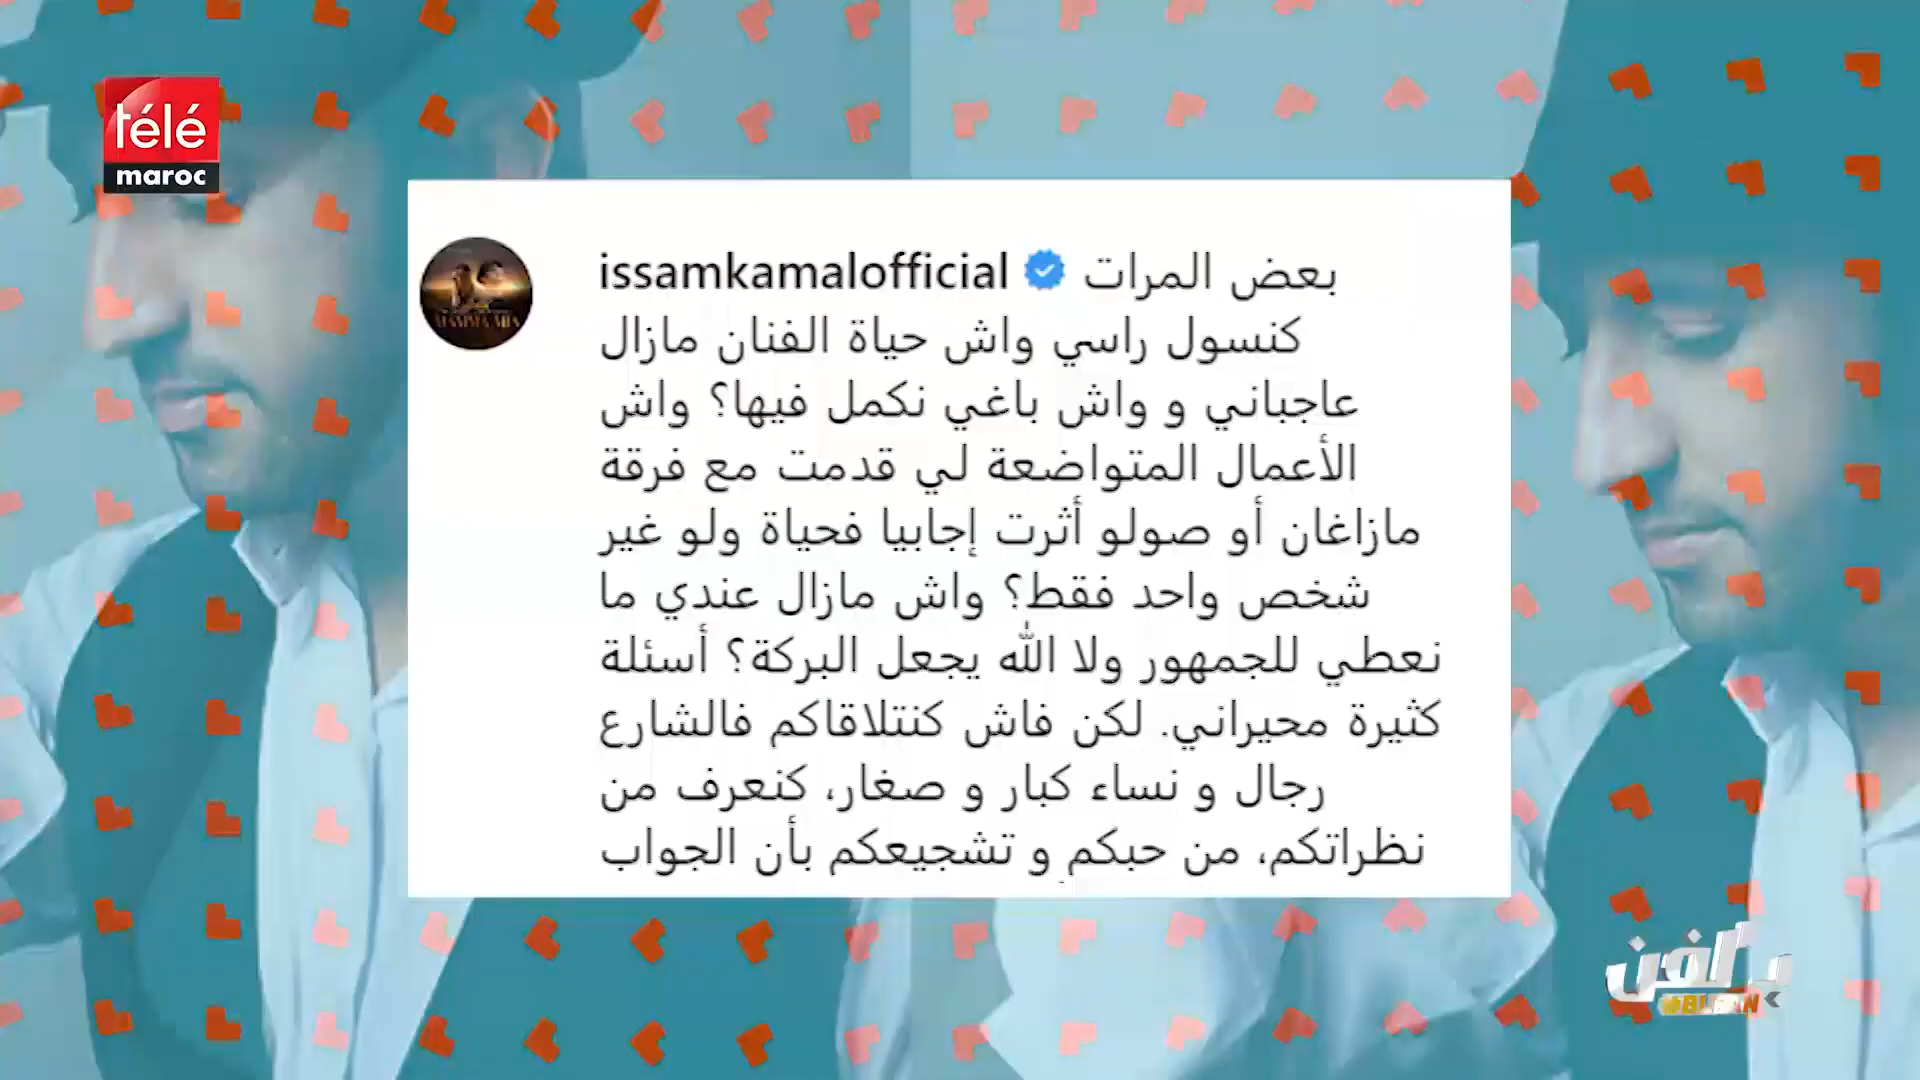 télé
maroc
issamkamalofficial بعض المرات
كنسول راسي واش حياة الفنان مازال
عاجباني و واش باغي نكمل فيها؟ واش
الأعمال المتواضعة لي قدمت مع فرقة
مازاغان أو صولو أثرت إجابيا فحياة ولو غير
شخص واحد فقط؟ واش مازال عندي ما
نعطي للجمهور ولا الله يجعل البركة؟ أسئلة
كثيرة محيراني. لكن فاش كنتلاقاكم فالشارع
رجال و نساء كبار و صغار، كنعرف من
نظراتكم، من حبكم و تشجيعكم بأن الجواب